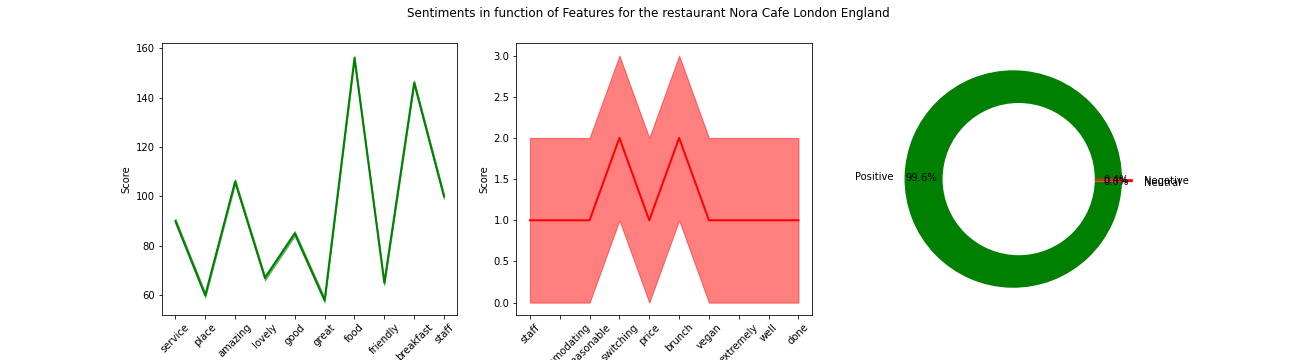 Sentiments in function of Features for the restaurant Nora Cafe London England
160
140
120
100
80
60
Score
service
place
amazing
lovely
good
great
food
friendly
breakfast
staff
3.0
2.5
2.0
1.5
1.0
0.5
0.0
Score
staff
switching
price
brunch
vegan
extremely
well
done
Positive
99.6%
Negative
Neutral